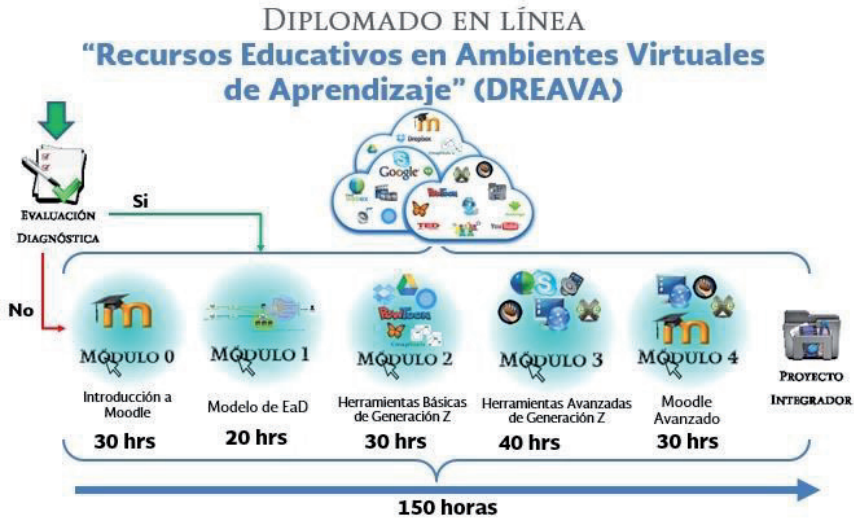 DIPLOMADO EN LÍNEA
“Recursos Educativos en Ambientes Virtuales
de Aprendizaje” (DREAVA)
EVALUACIÓN
DIAGNÓSTICA
Si
No
Dropbox
Google
PowToon
TED
YouTube
MÓDULO 0
MÓDULO 1
PowToon
MÓDULO 2
MÓDULO 3
MÓDULO 4
Introducción a
Moodle
30 hrs
Modelo de EaD
20 hrs
Herramientas Básicas
de Generación Z
30 hrs
Herramientas Avanzadas
de Generación Z
40 hrs
Moodle
Avanzado
30 hrs
PROYECTO
INTEGRADOR
150 horas